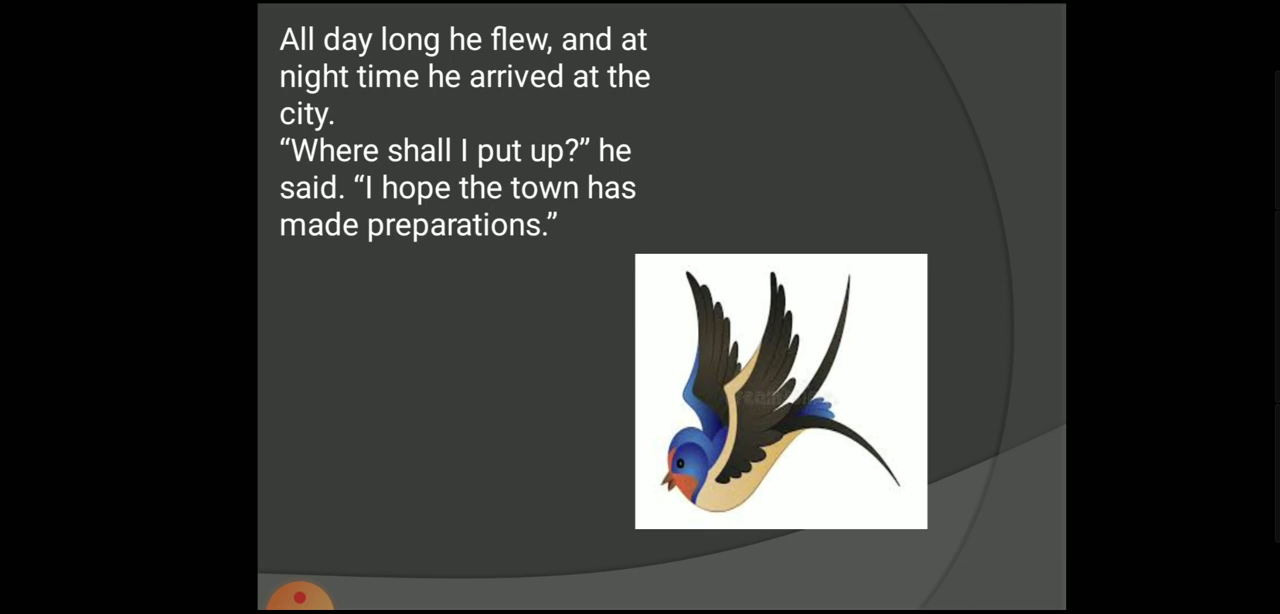 All day long he flew, and at
night time he arrived at the
city.
“Where shall I put up?” he
said. “I hope the town has
made preparations.”